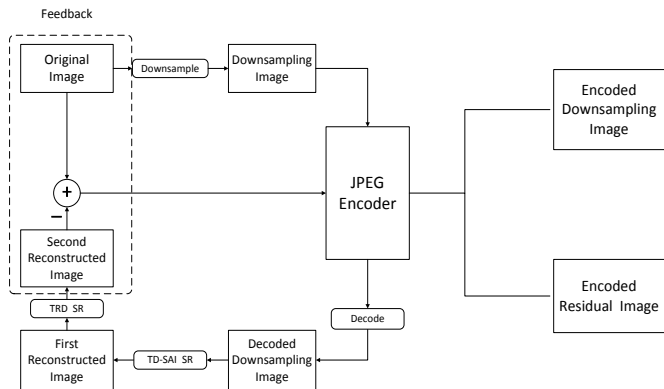 Feedback
Original
Image
Downsample
Downsampling
Image
Encoded
Downsampling
Image
JPEG
Encoder
+
−
Second
Reconstructed
Image
Encoded
Residual Image
TRD SR
Decode
First
Reconstructed
Image
TD-SAI SR
Decoded
Downsampling
Image